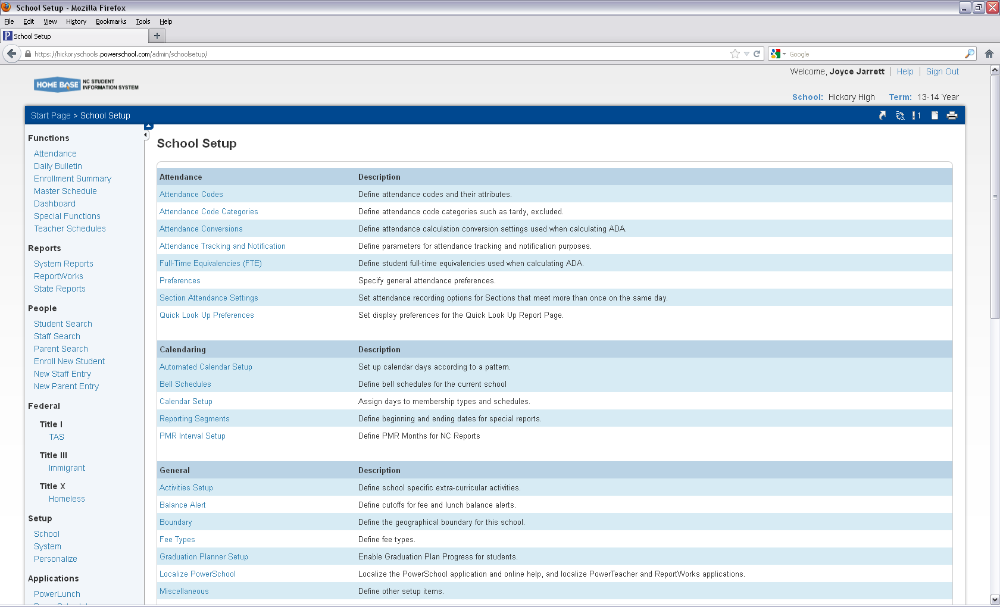 School Setup - Mozilla Firefox
File Edit View History Bookmarks Tools Help
School Setup
https://hickoryschools.powerschool.com/admin/schoolsetup/
Google
HOME BASE NC STUDENT INFORMATION SYSTEM
Welcome, Joyce Jarrett | Help | Sign Out
School: Hickory High Term: 13-14 Year
Start Page > School Setup
!1
Functions
Attendance
Daily Bulletin
Enrollment Summary
Master Schedule
Dashboard
Special Functions
Teacher Schedules
Reports
System Reports
ReportWorks
State Reports
People
Student Search
Staff Search
Parent Search
Enroll New Student
New Staff Entry
New Parent Entry
Federal
Title I
TAS
Title III
Immigrant
Title X
Homeless
Setup
School
System
Personalize
Applications
PowerLunch
School Setup
Attendance Description
Attendance Codes Define attendance codes and their attributes.
Attendance Code Categories Define attendance code categories such as tardy, excluded.
Attendance Conversions Define attendance calculation conversion settings used when calculating ADA.
Attendance Tracking and Notification Define parameters for attendance tracking and notification purposes.
Full-Time Equivalencies (FTE) Define student full-time equivalencies used when calculating ADA.
Preferences Specify general attendance preferences.
Section Attendance Settings Set attendance recording options for Sections that meet more than once on the same day.
Quick Look Up Preferences Set display preferences for the Quick Look Up Report Page.
Calendaring Description
Automated Calendar Setup Set up calendar days according to a pattern.
Bell Schedules Define bell schedules for the current school
Calendar Setup Assign days to membership types and schedules.
Reporting Segments Define beginning and ending dates for special reports.
PMR Interval Setup Define PMR Months for NC Reports
General Description
Activities Setup Define school specific extra-curricular activities.
Balance Alert Define cutoffs for fee and lunch balance alerts.
Boundary Define the geographical boundary for this school.
Fee Types Define fee types.
Graduation Planner Setup Enable Graduation Plan Progress for students.
Localize PowerSchool Localize the PowerSchool application and online help, and localize PowerTeacher and ReportWorks applications.
Miscellaneous Define other setup items.